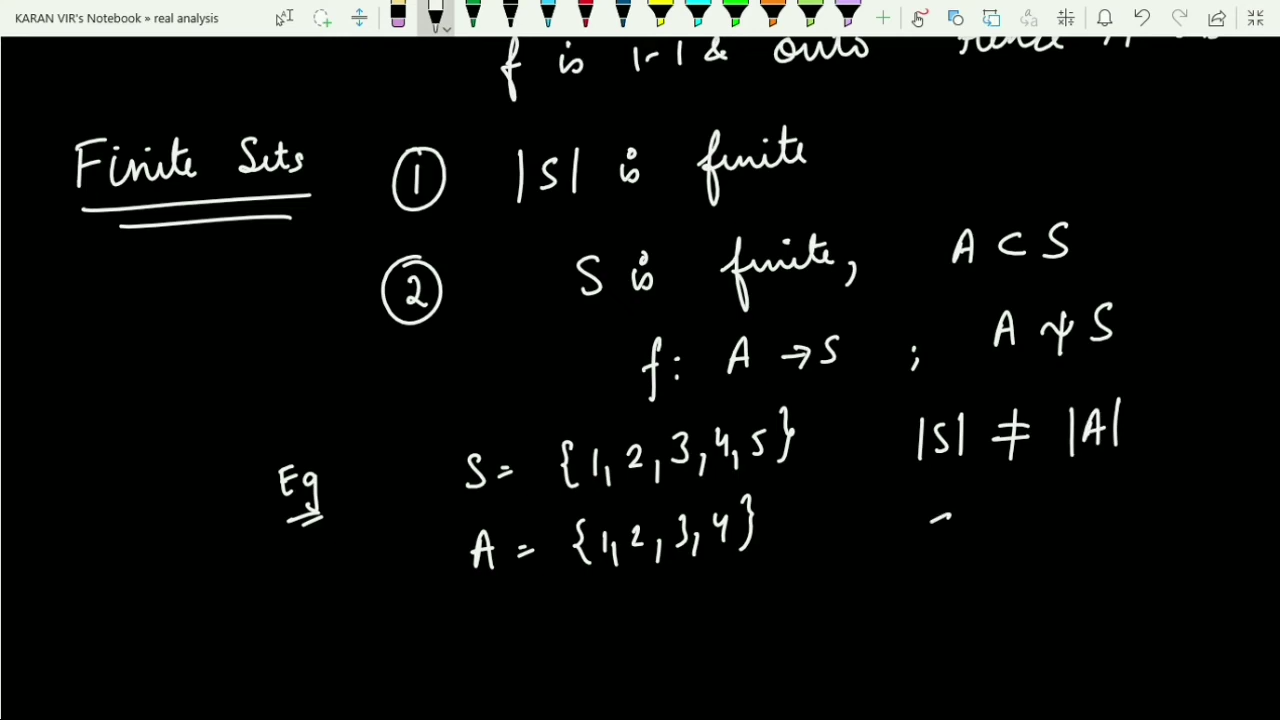 KARAN VIR's Notebook » real analysis
f is 1-1 & onto Hence
Finite Sets ① |S| is finite
② S is finite, A ⊂ S
f: A → S ; A ≁ S
Eg S = {1, 2, 3, 4, 5} |S| ≠ |A|
A = {1, 2, 3, 4}